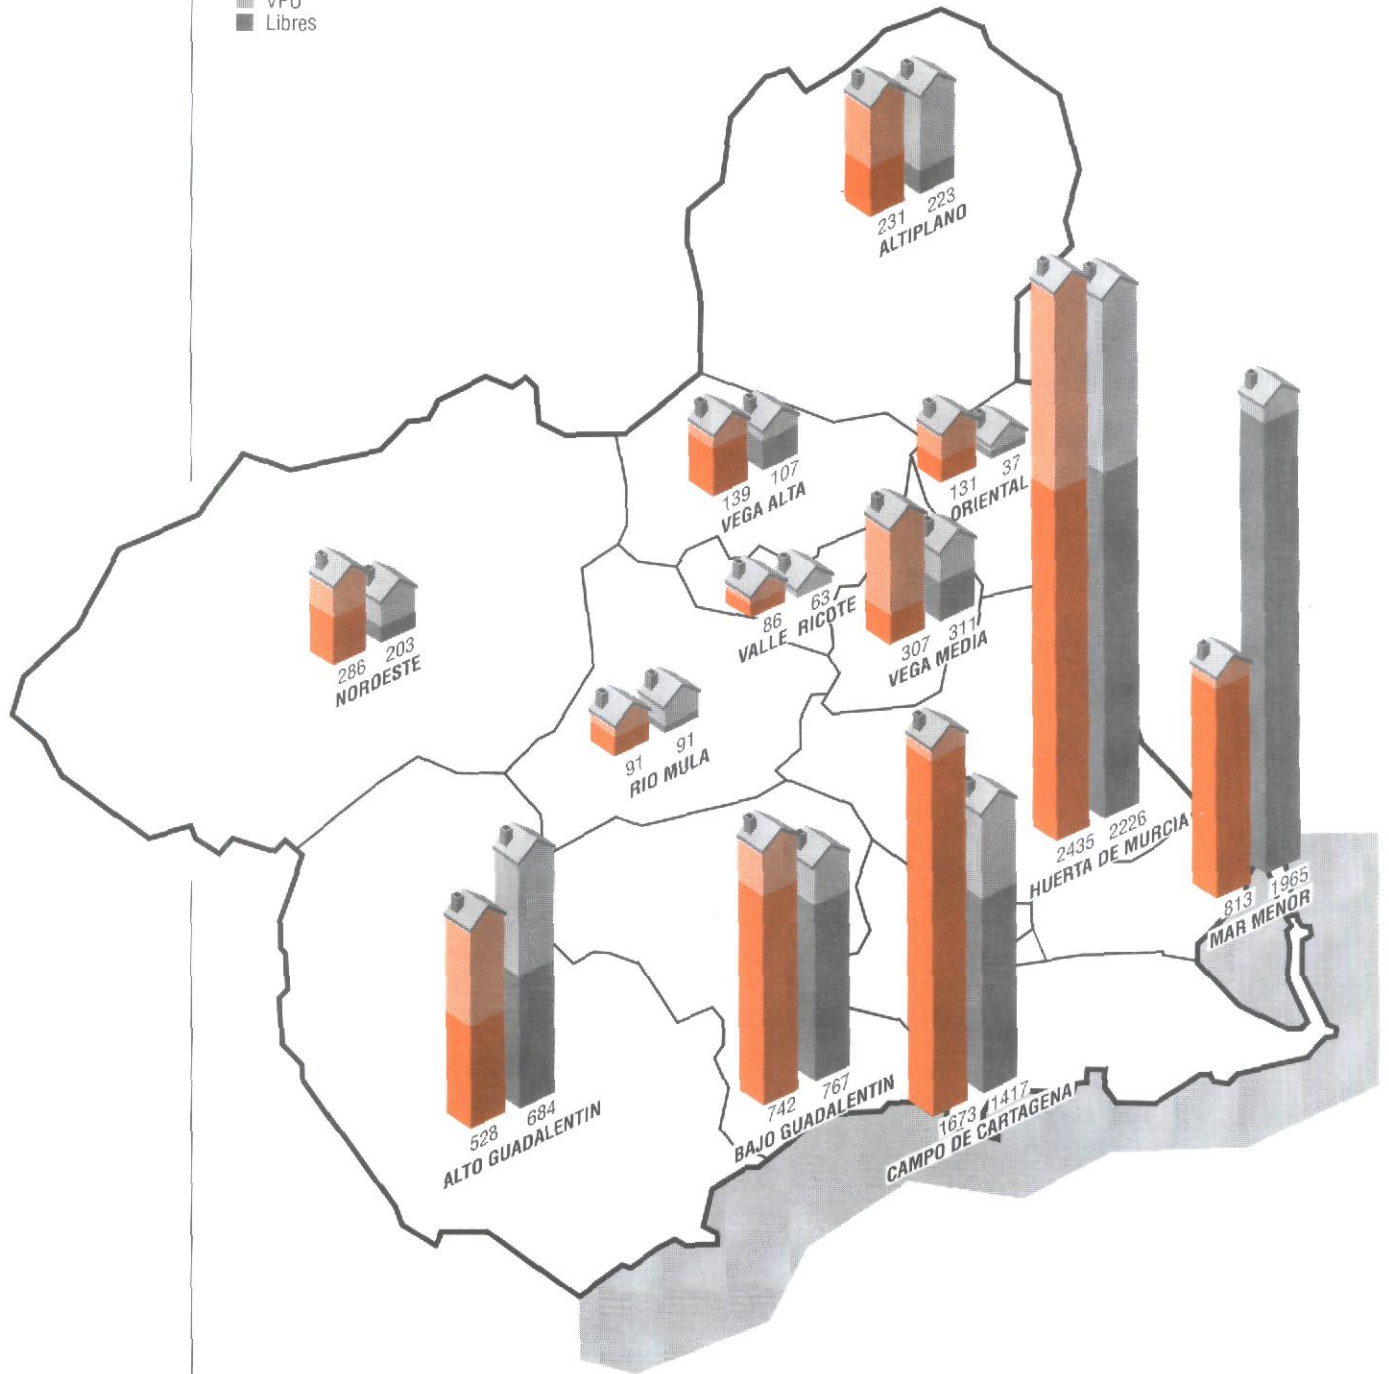 VPO
Libres
231 223
ALTIPLANO
139 107
VEGA ALTA
131 37
ORIENTAL
286 203
NOROESTE
86 63
VALLE RICOTE
307 311
VEGA MEDIA
91 91
RIO MULA
2435 2226
HUERTA DE MURCIA
813 1965
MAR MENOR
528 684
ALTO GUADALENTIN
742 767
BAJO GUADALENTIN
1673 1417
CAMPO DE CARTAGENA